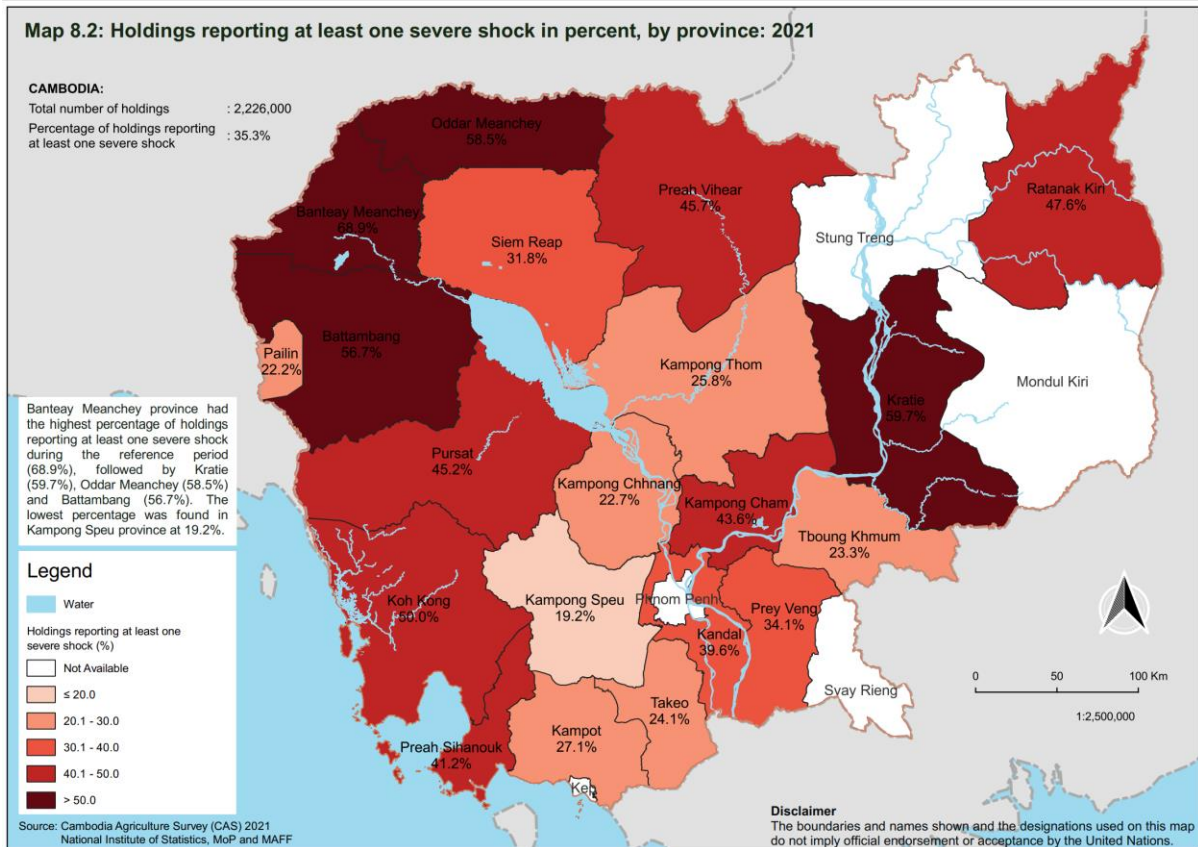 Map 8.2: Holdings reporting at least one severe shock in percent, by province: 2021
CAMBODIA:
Total number of holdings : 2,226,000
Percentage of holdings reporting
at least one severe shock : 35.3%
Oddar Meanchey
58.5%
Banteay Meanchey
68.9%
Preah Vihear
45.7%
Ratanak Kiri
47.6%
Siem Reap
31.8%
Stung Treng
Battambang
56.7%
Pailin
22.2%
Kampong Thom
25.8%
Mondul Kiri
Kratie
59.7%
Pursat
45.2%
Kampong Chhnang
22.7%
Kampong Cham
43.6%
Tboung Khmum
23.3%
Koh Kong
50.0%
Kampong Speu
19.2%
Phnom Penh
Prey Veng
34.1%
Kandal
39.6%
Svay Rieng
Takeo
24.1%
Kampot
27.1%
Preah Sihanouk
41.2%
Kep
Banteay Meanchey province had
the highest percentage of holdings
reporting at least one severe shock
during the reference period
(68.9%), followed by Kratie
(59.7%), Oddar Meanchey (58.5%)
and Battambang (56.7%). The
lowest percentage was found in
Kampong Speu province at 19.2%.
Legend
Water
Holdings reporting at least one
severe shock (%)
Not Available
≤ 20.0
20.1 - 30.0
30.1 - 40.0
40.1 - 50.0
> 50.0
0 50 100 Km
1:2,500,000
Source: Cambodia Agriculture Survey (CAS) 2021
National Institute of Statistics, MoP and MAFF
Disclaimer
The boundaries and names shown and the designations used on this map
do not imply official endorsement or acceptance by the United Nations.